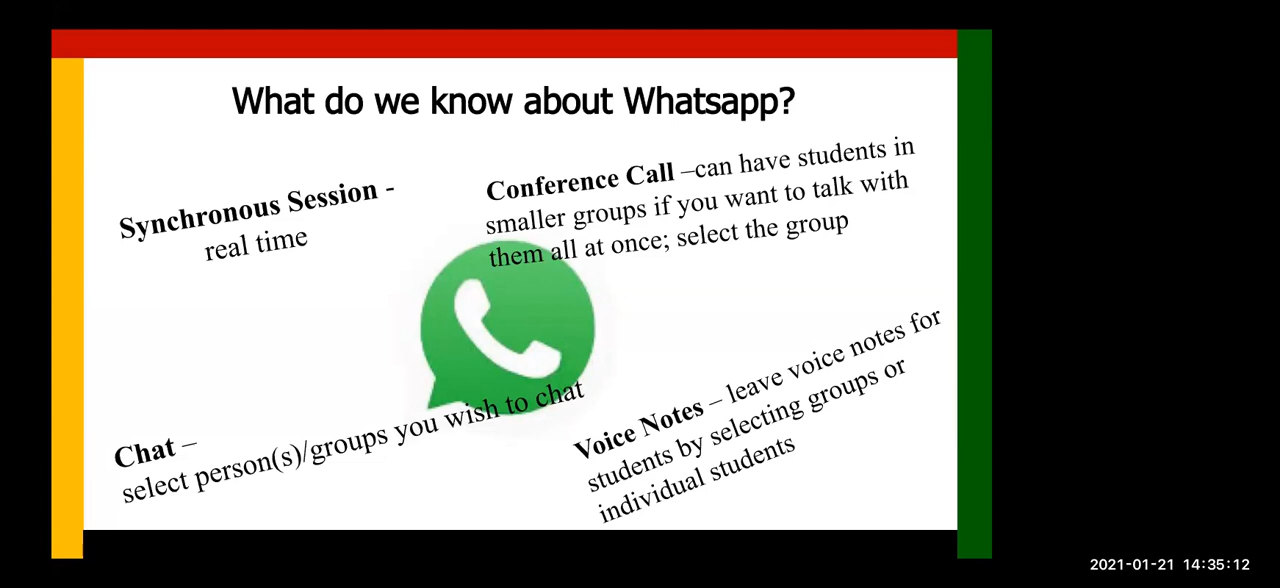 What do we know about Whatsapp?
Synchronous Session -
real time
Conference Call –can have students in
smaller groups if you want to talk with
them all at once; select the group
Chat –
select person(s)/groups you wish to chat
Voice Notes – leave voice notes for
students by selecting groups or
individual students
2021-01-21 14:35:12